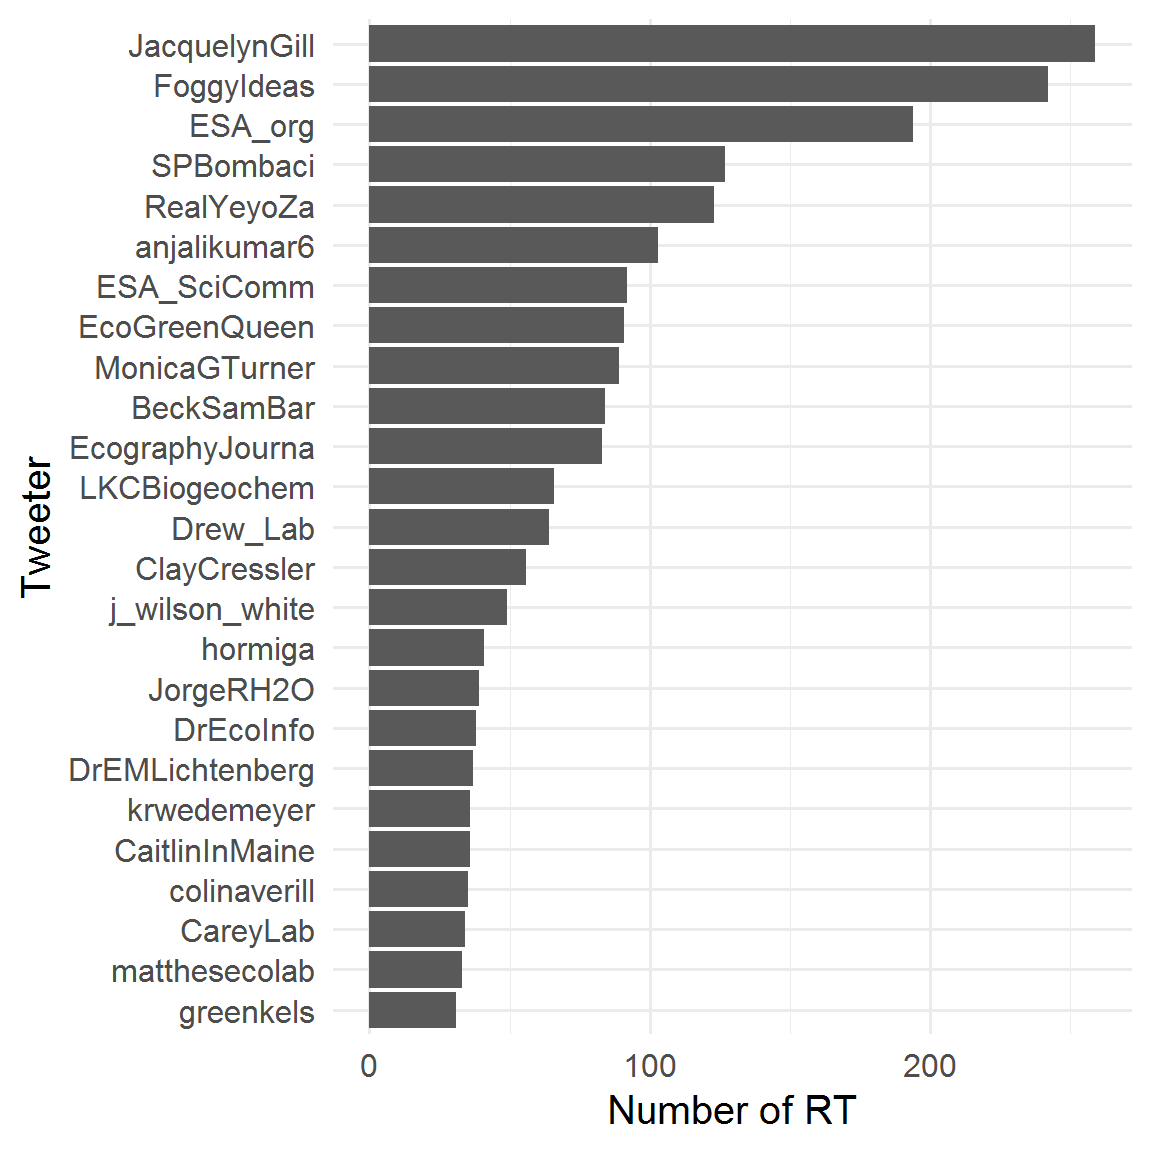 JacquelynGill
FoggyIdeas
ESA_org
SPBombaci
RealYeyoZa
anjalikumar6
ESA_SciComm
EcoGreenQueen
MonicaGTurner
BeckSamBar
EcographyJourna
LKCBiogeochem
Drew_Lab
ClayCressler
j_wilson_white
hormiga
JorgeRH2O
DrEcoInfo
DrEMLichtenberg
krwedemeyer
CaitlinInMaine
colinaverill
CareyLab
matthesecolab
greenkels
Tweeter
0 100 200
Number of RT